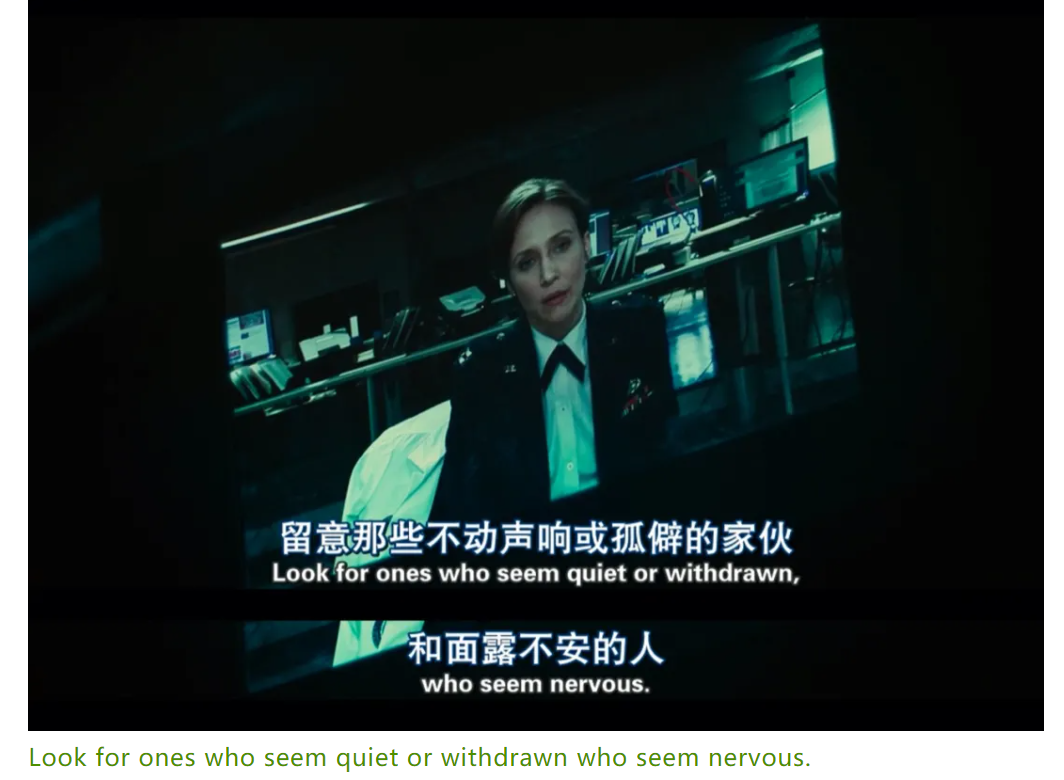 留意那些不动声响或孤僻的家伙
Look for ones who seem quiet or withdrawn,
和面露不安的人
who seem nervous.
Look for ones who seem quiet or withdrawn who seem nervous.